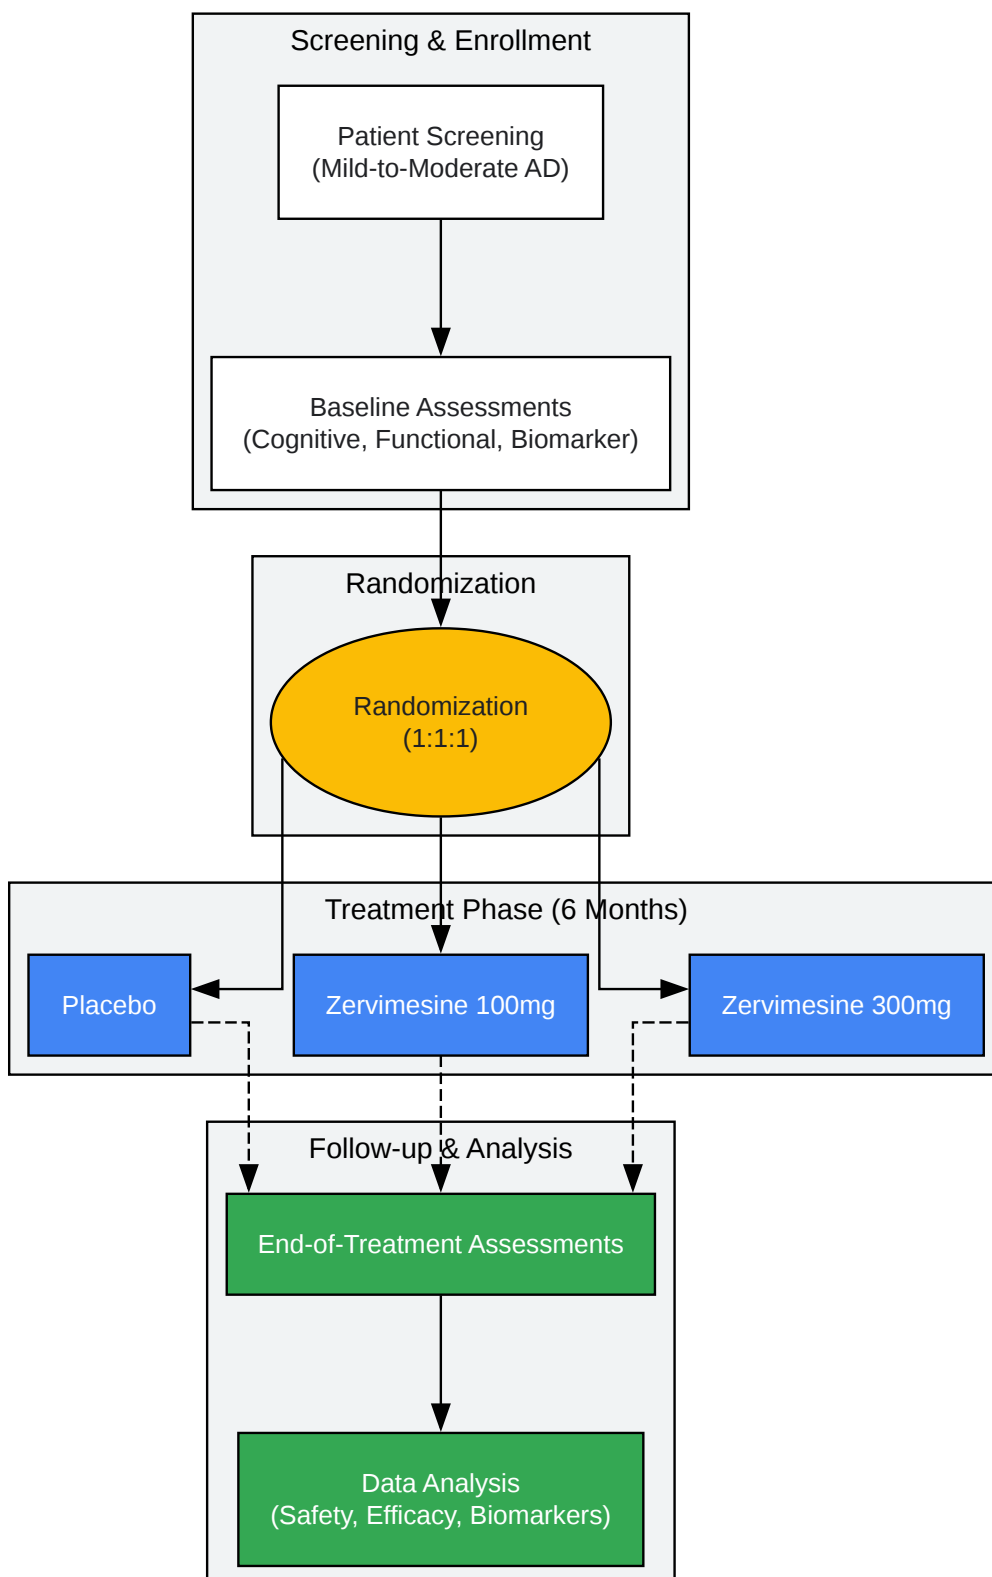 Screening & Enrollment
Patient Screening
(Mild-to-Moderate AD)
Baseline Assessments
(Cognitive, Functional, Biomarker)
Randomization
Randomization
(1:1:1)
Treatment Phase (6 Months)
Placebo
Zervimesine 100mg
Zervimesine 300mg
Follow-up & Analysis
End-of-Treatment Assessments
Data Analysis
(Safety, Efficacy, Biomarkers)